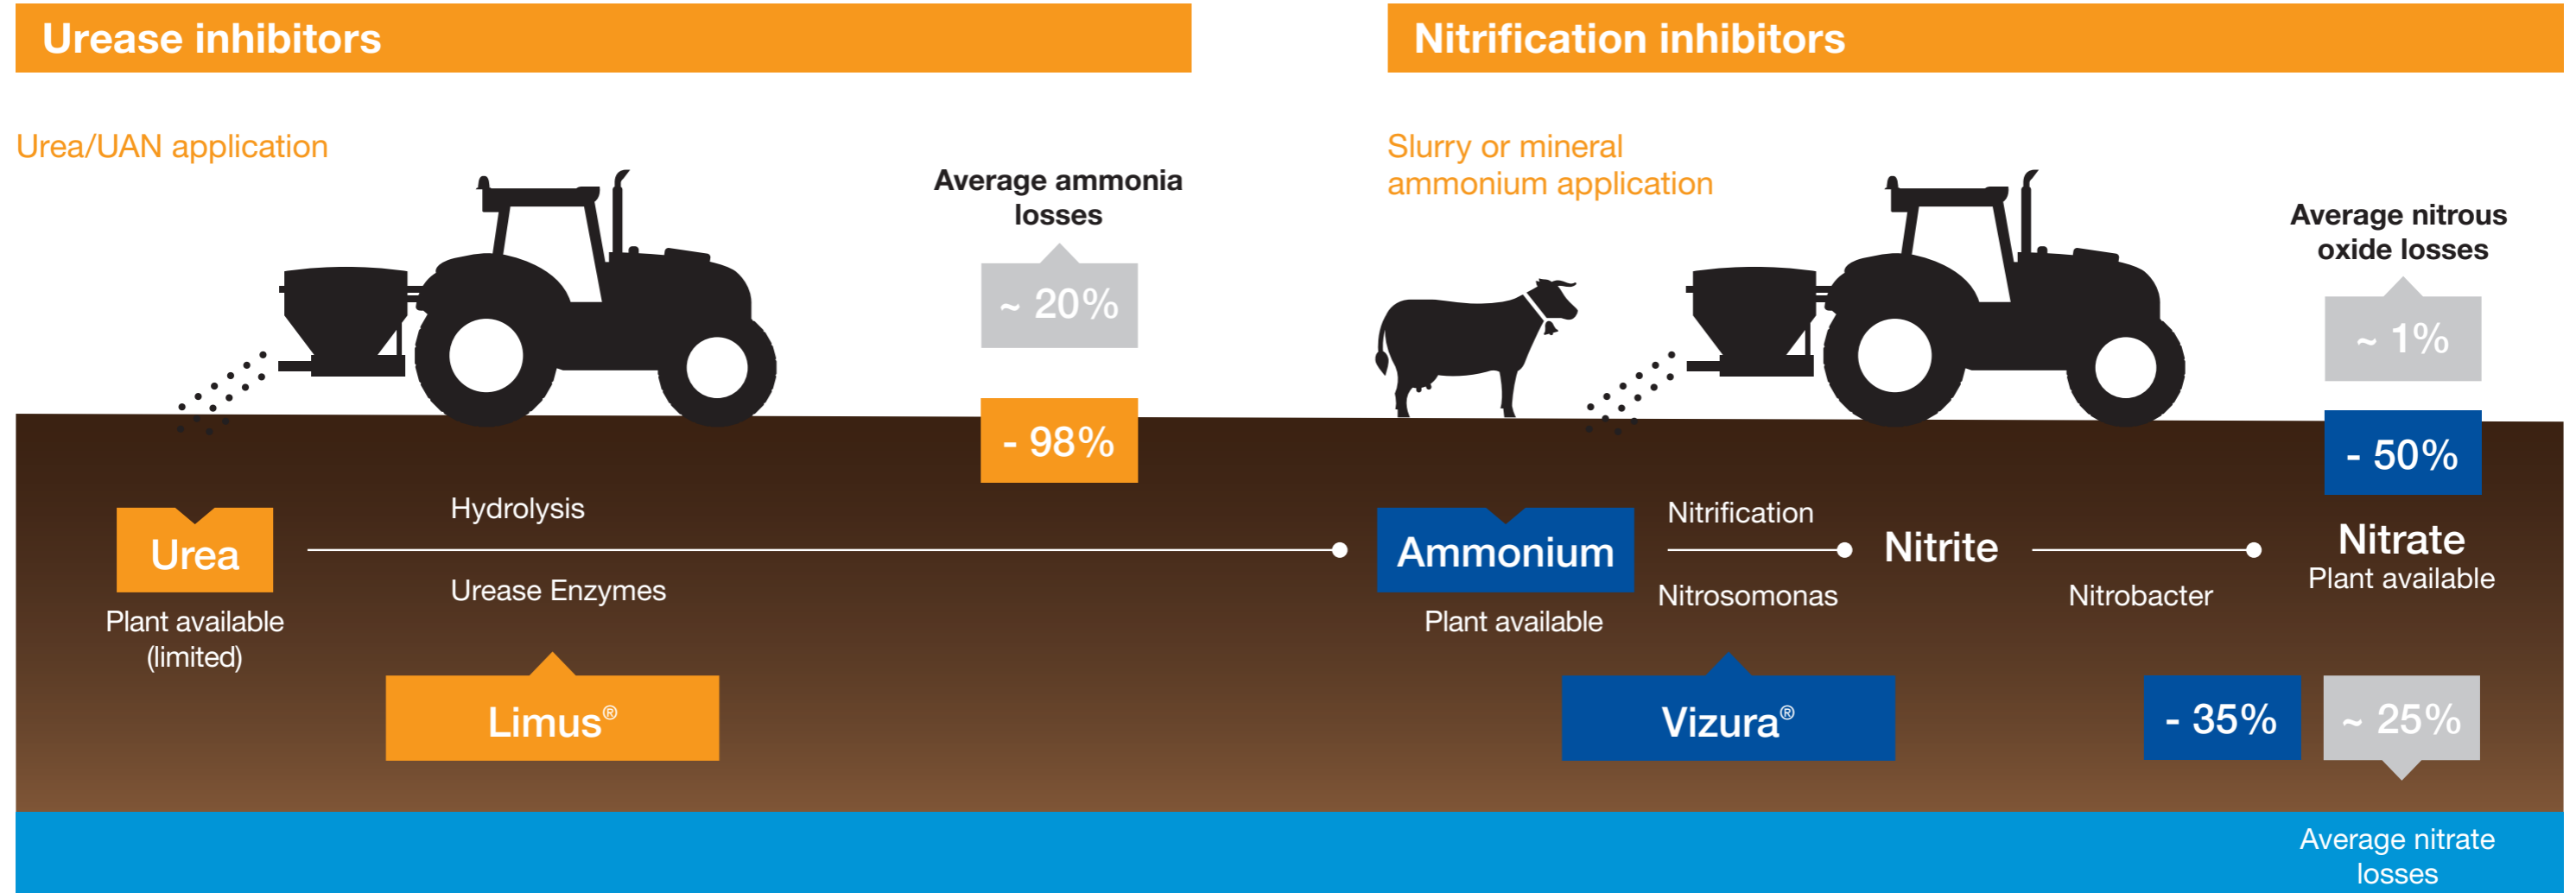 Urease inhibitors
Urea/UAN application
Average ammonia
losses
~ 20%
- 98%
Hydrolysis
Urea
Urease Enzymes
Plant available
(limited)
Limus®
Nitrification inhibitors
Slurry or mineral
ammonium application
Average nitrous
oxide losses
~ 1%
- 50%
Ammonium
Plant available
Nitrification
Nitrosomonas
Nitrite
Nitrobacter
Nitrate
Plant available
Vizura®
- 35%
~ 25%
Average nitrate
losses